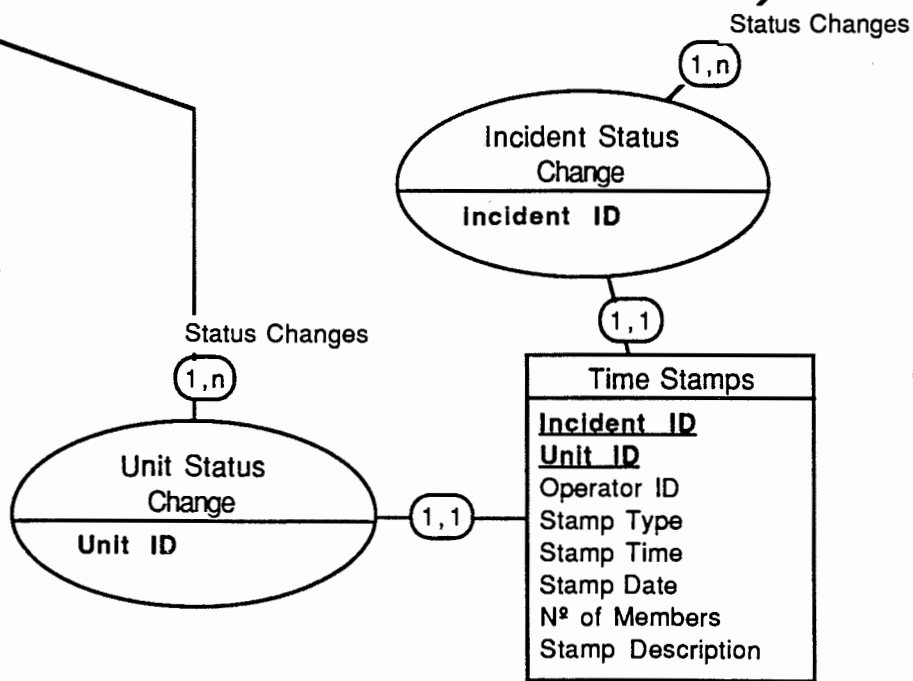 Status Changes
1,n
Incident Status
Change
Incident ID
1,1
Status Changes
1,n
Unit Status
Change
Unit ID
1,1
Time Stamps
Incident ID
Unit ID
Operator ID
Stamp Type
Stamp Time
Stamp Date
Nº of Members
Stamp Description